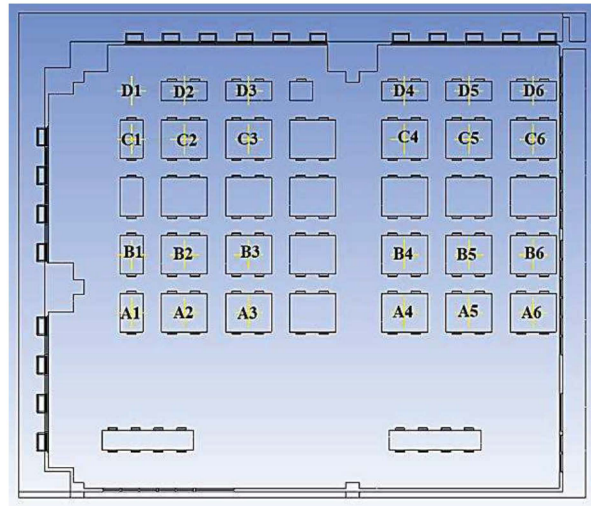 D1 D2 D3 D4 D5 D6
C1 C2 C3 C4 C5 C6
B1 B2 B3 B4 B5 B6
A1 A2 A3 A4 A5 A6